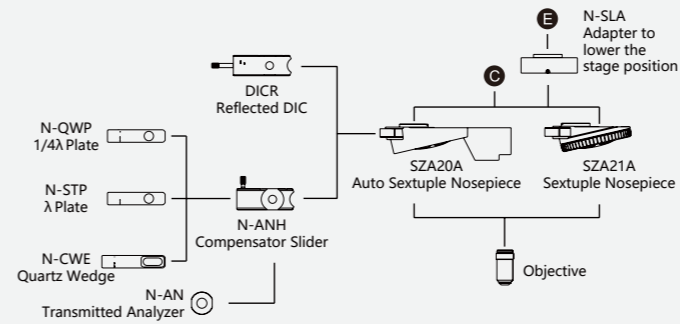 E
N-SLA
Adapter to
lower the
stage position
C
DICR
Reflected DIC
N-QWP
1/4λ Plate
SZA20A
Auto Sextuple Nosepiece
SZA21A
Sextuple Nosepiece
N-STP
λ Plate
N-ANH
Compensator Slider
N-CWE
Quartz Wedge
Objective
N-AN
Transmitted Analyzer